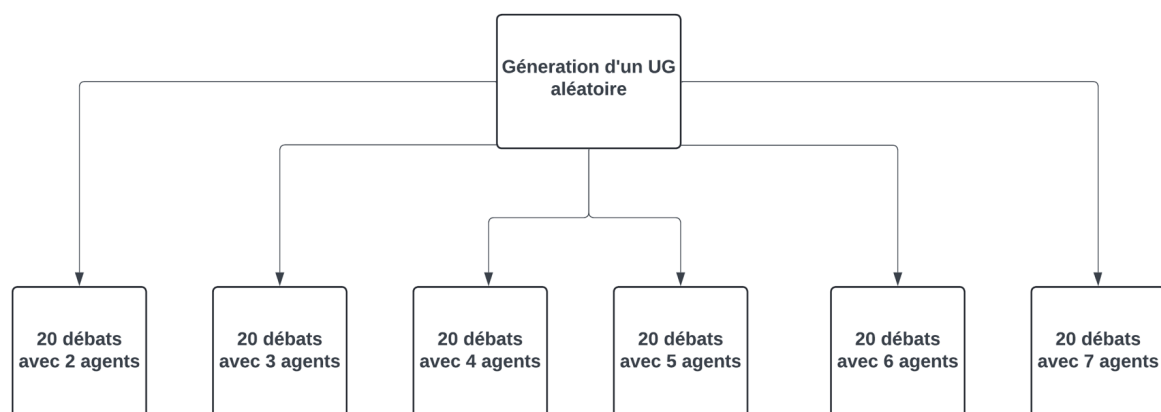 Géneration d'un UG
aléatoire
20 débats
avec 2 agents
20 débats
avec 3 agents
20 débats
avec 4 agents
20 débats
avec 5 agents
20 débats
avec 6 agents
20 débats
avec 7 agents